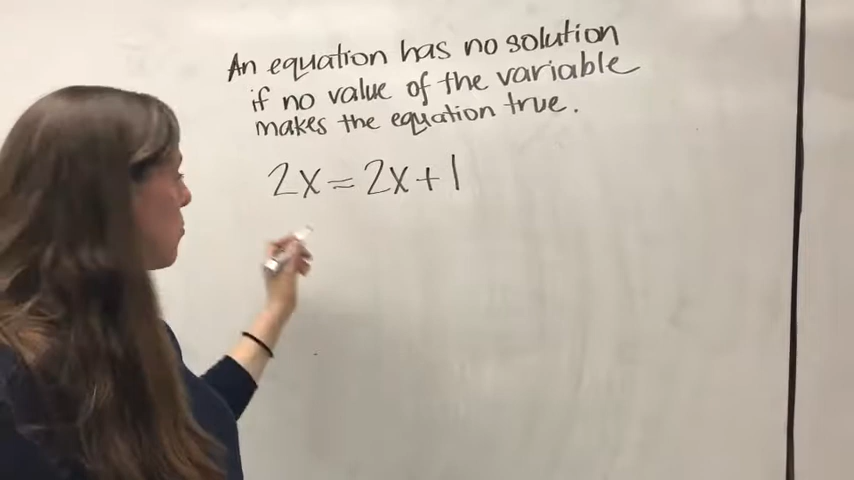 An equation has no solution
if no value of the variable
makes the equation true.
2x=2x+1